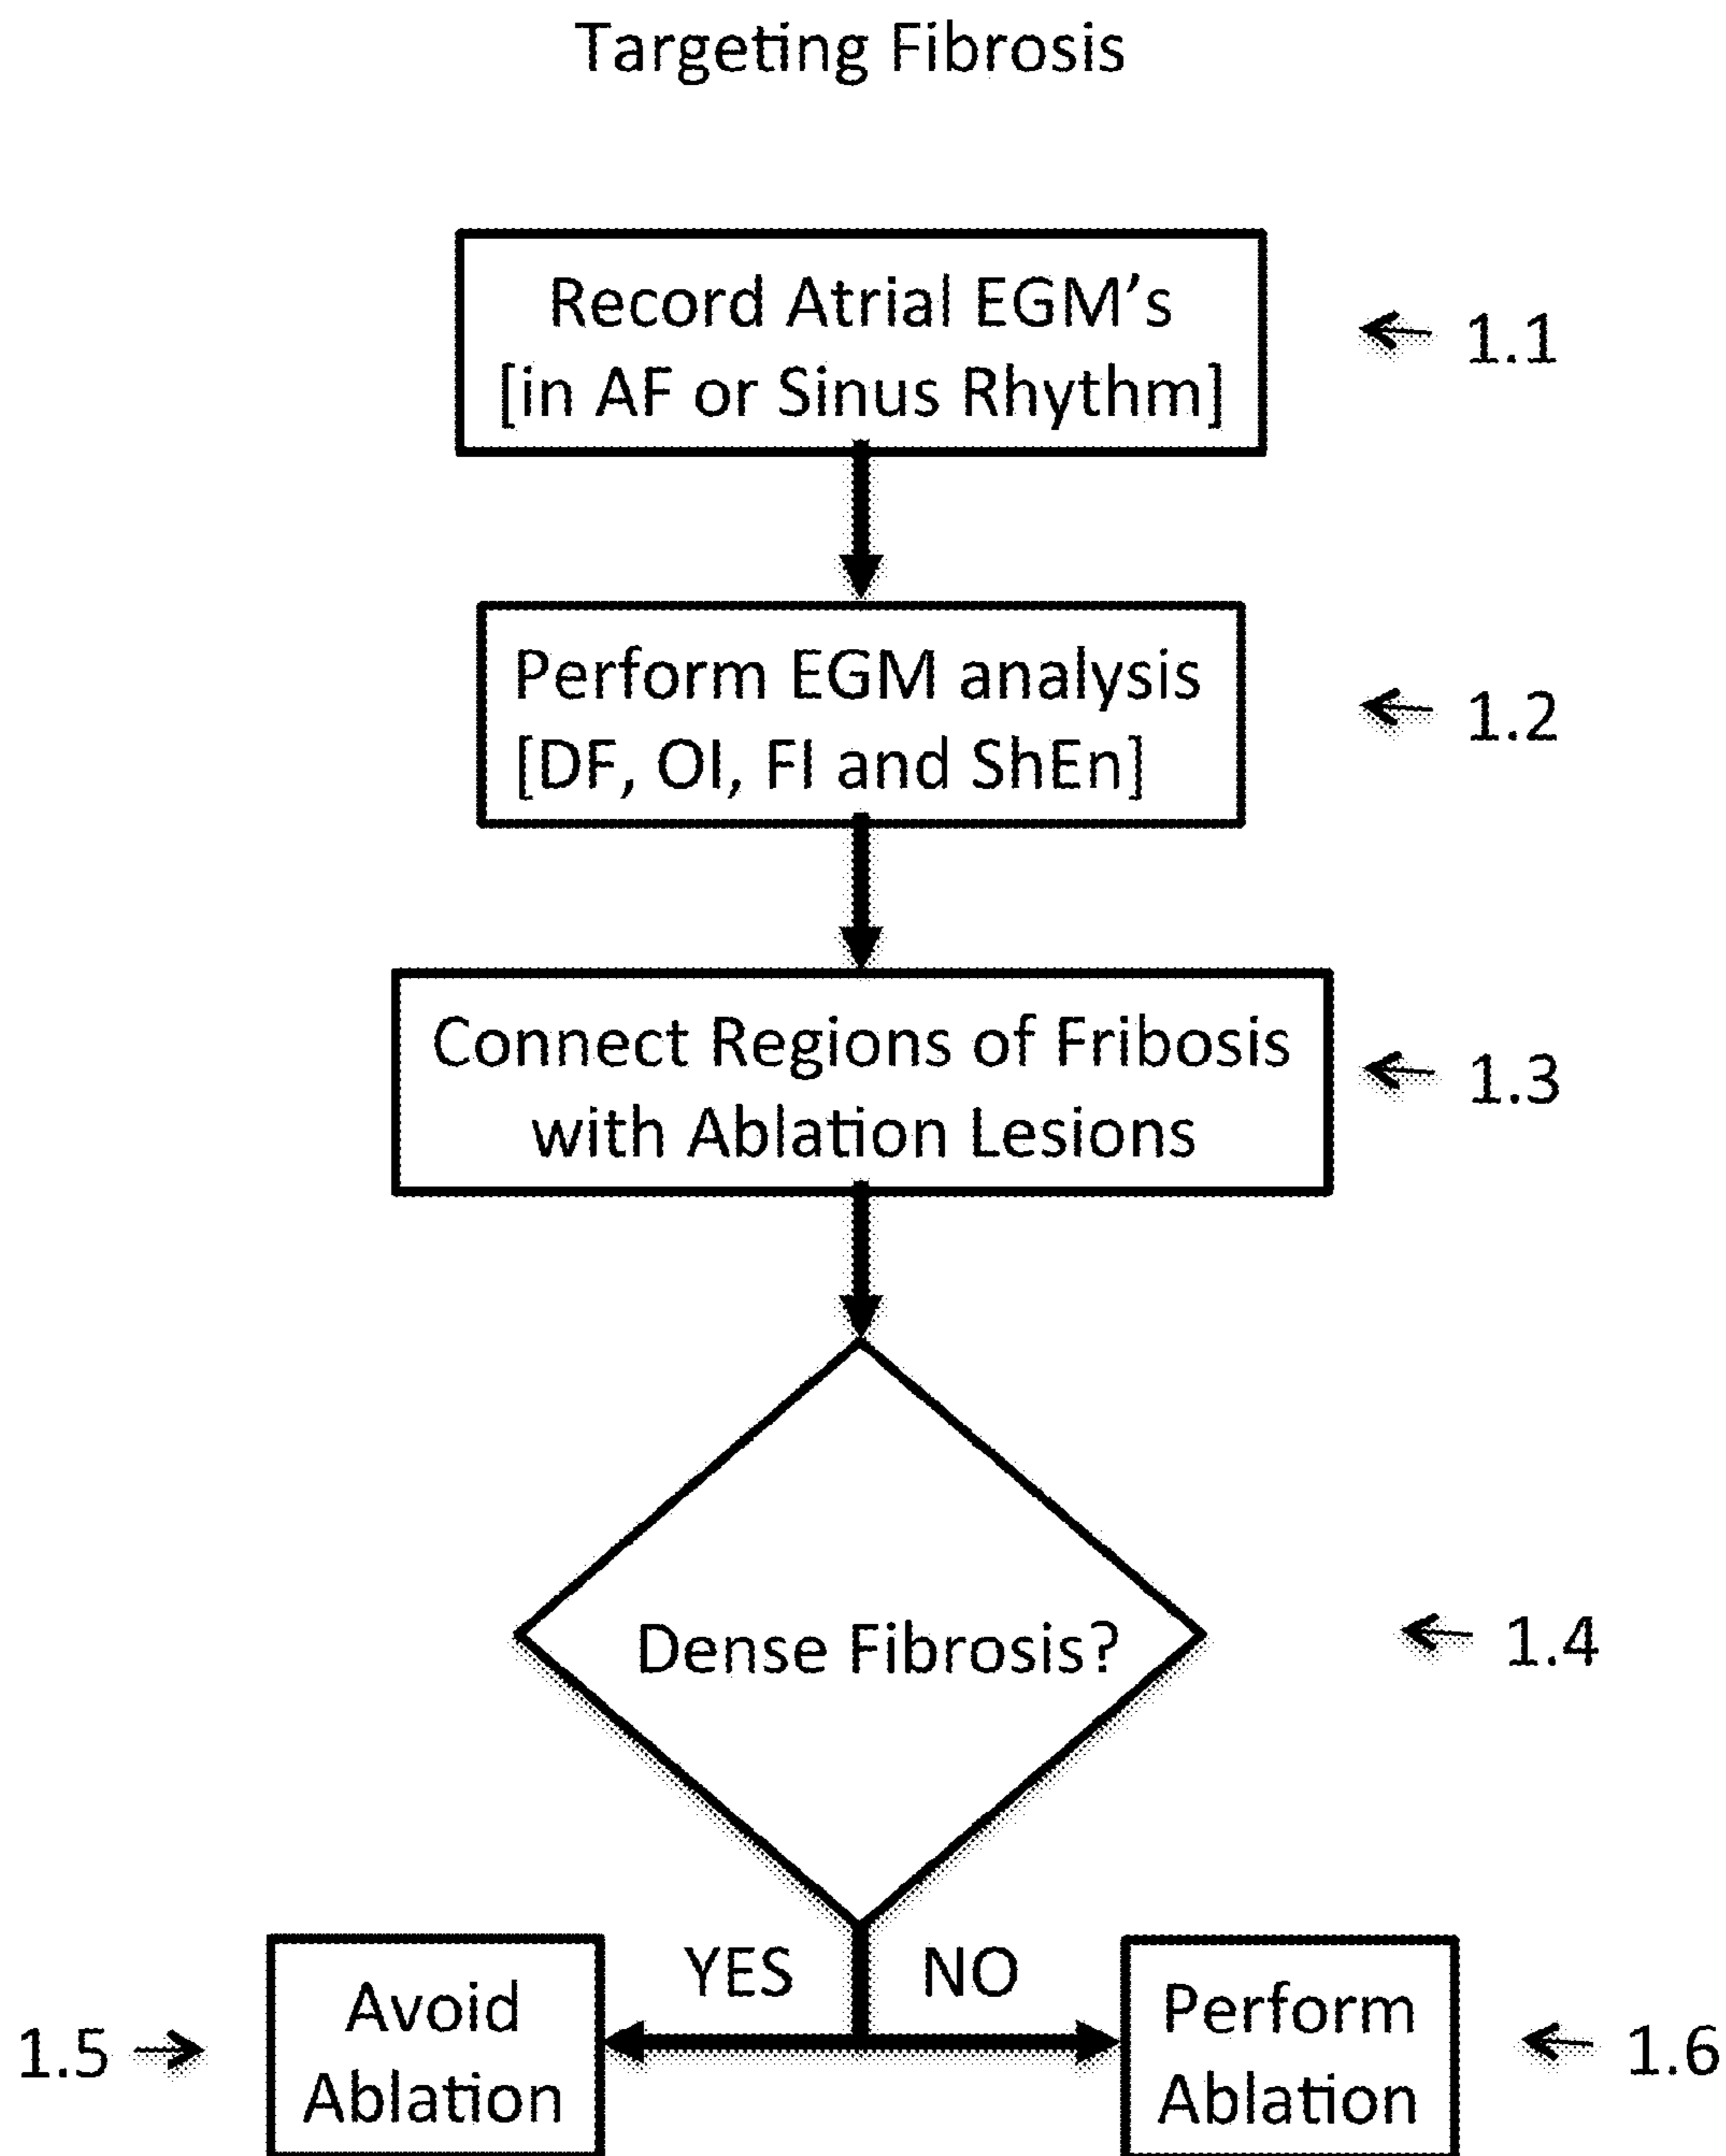 Targeting Fibrosis
Record Atrial EGM's
[in AF or Sinus Rhythm]
1.1
Perform EGM analysis
[DF, OI, FI and ShEn]
1.2
Connect Regions of Fribosis
with Ablation Lesions
1.3
Dense Fibrosis?
1.4
YES
NO
1.5
Avoid
Ablation
Perform
Ablation
1.6